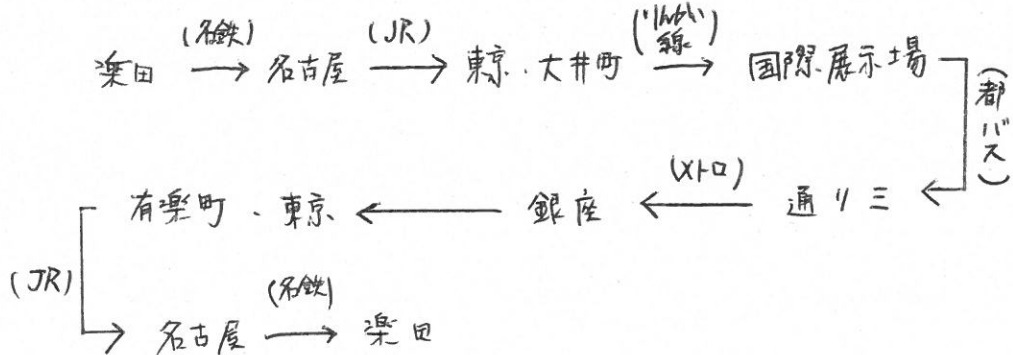 (名鉄) (JR) (りんかい線)
楽田 → 名古屋 → 東京・大井町 → 国際展示場
(都バス)
(メトロ)
有楽町・東京 ← 銀座 ← 通り三
(JR)
(名鉄)
名古屋 → 楽田